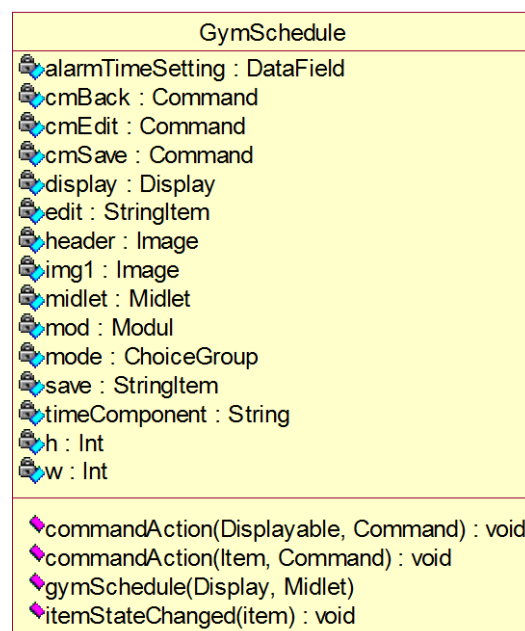 GymSchedule
alarmTimeSetting : DataField
cmBack : Command
cmEdit : Command
cmSave : Command
display : Display
edit : StringItem
header : Image
img1 : Image
midlet : Midlet
mod : Modul
mode : ChoiceGroup
save : StringItem
timeComponent : String
h : Int
w : Int
commandAction(Displayable, Command) : void
commandAction(Item, Command) : void
gymSchedule(Display, Midlet)
itemStateChanged(item) : void